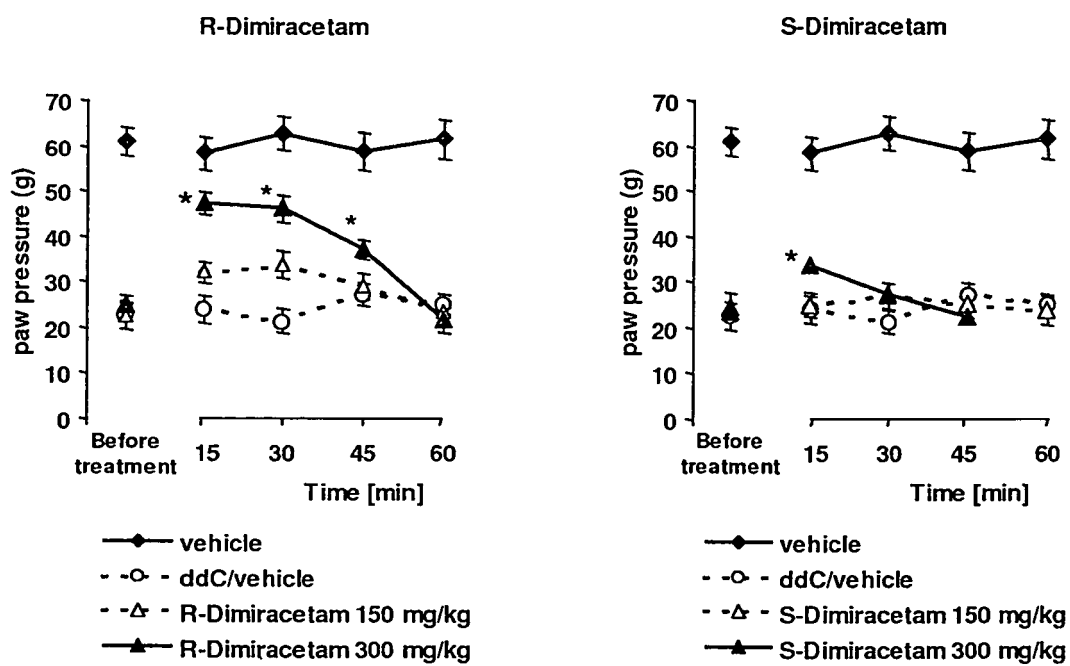 R-Dimiracetam
paw pressure (g)
70
60
50
40
30
20
10
0
*
*
*
Before
treatment
15 30 45 60
Time [min]
vehicle
ddC/vehicle
R-Dimiracetam 150 mg/kg
R-Dimiracetam 300 mg/kg
S-Dimiracetam
paw pressure (g)
70
60
50
40
30
20
10
0
*
Before
treatment
15 30 45 60
Time [min]
vehicle
ddC/vehicle
S-Dimiracetam 150 mg/kg
S-Dimiracetam 300 mg/kg